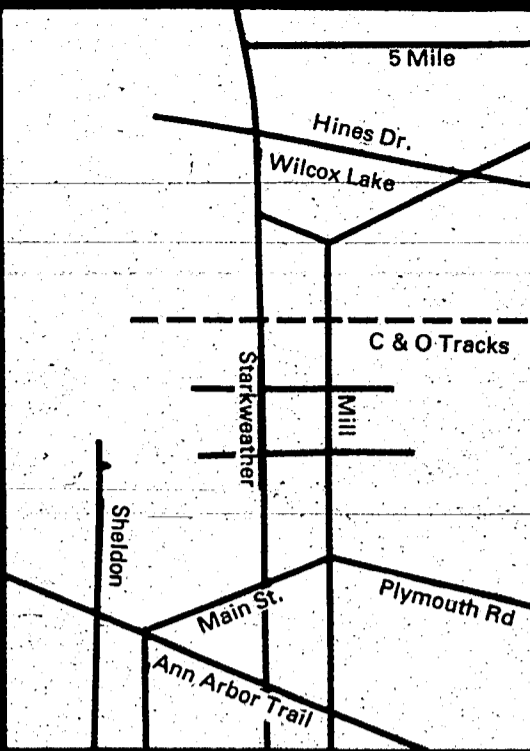 5 Mile
Hines Dr.
Wilcox Lake
C & O Tracks
Starkweather
Mill
Sheldon
Main St.
Plymouth Rd
Ann Arbor Trail